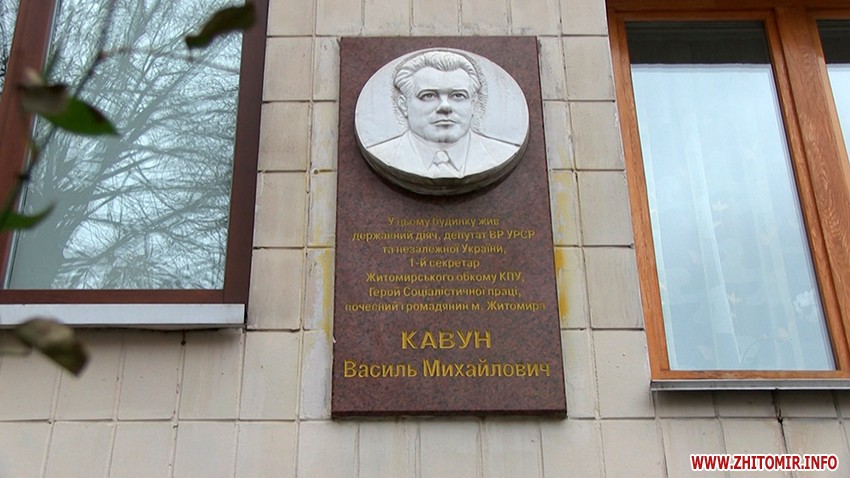 У цьому будинку жив
державний діяч, депутат ВР УРСР
та незалежної України,
1-й секретар
Житомирського обкому КПУ,
Герой Соціалістичної праці,
почесний громадянин м. Житомира
КАВУН
Василь Михайлович
WWW.ZHITOMIR.INFO